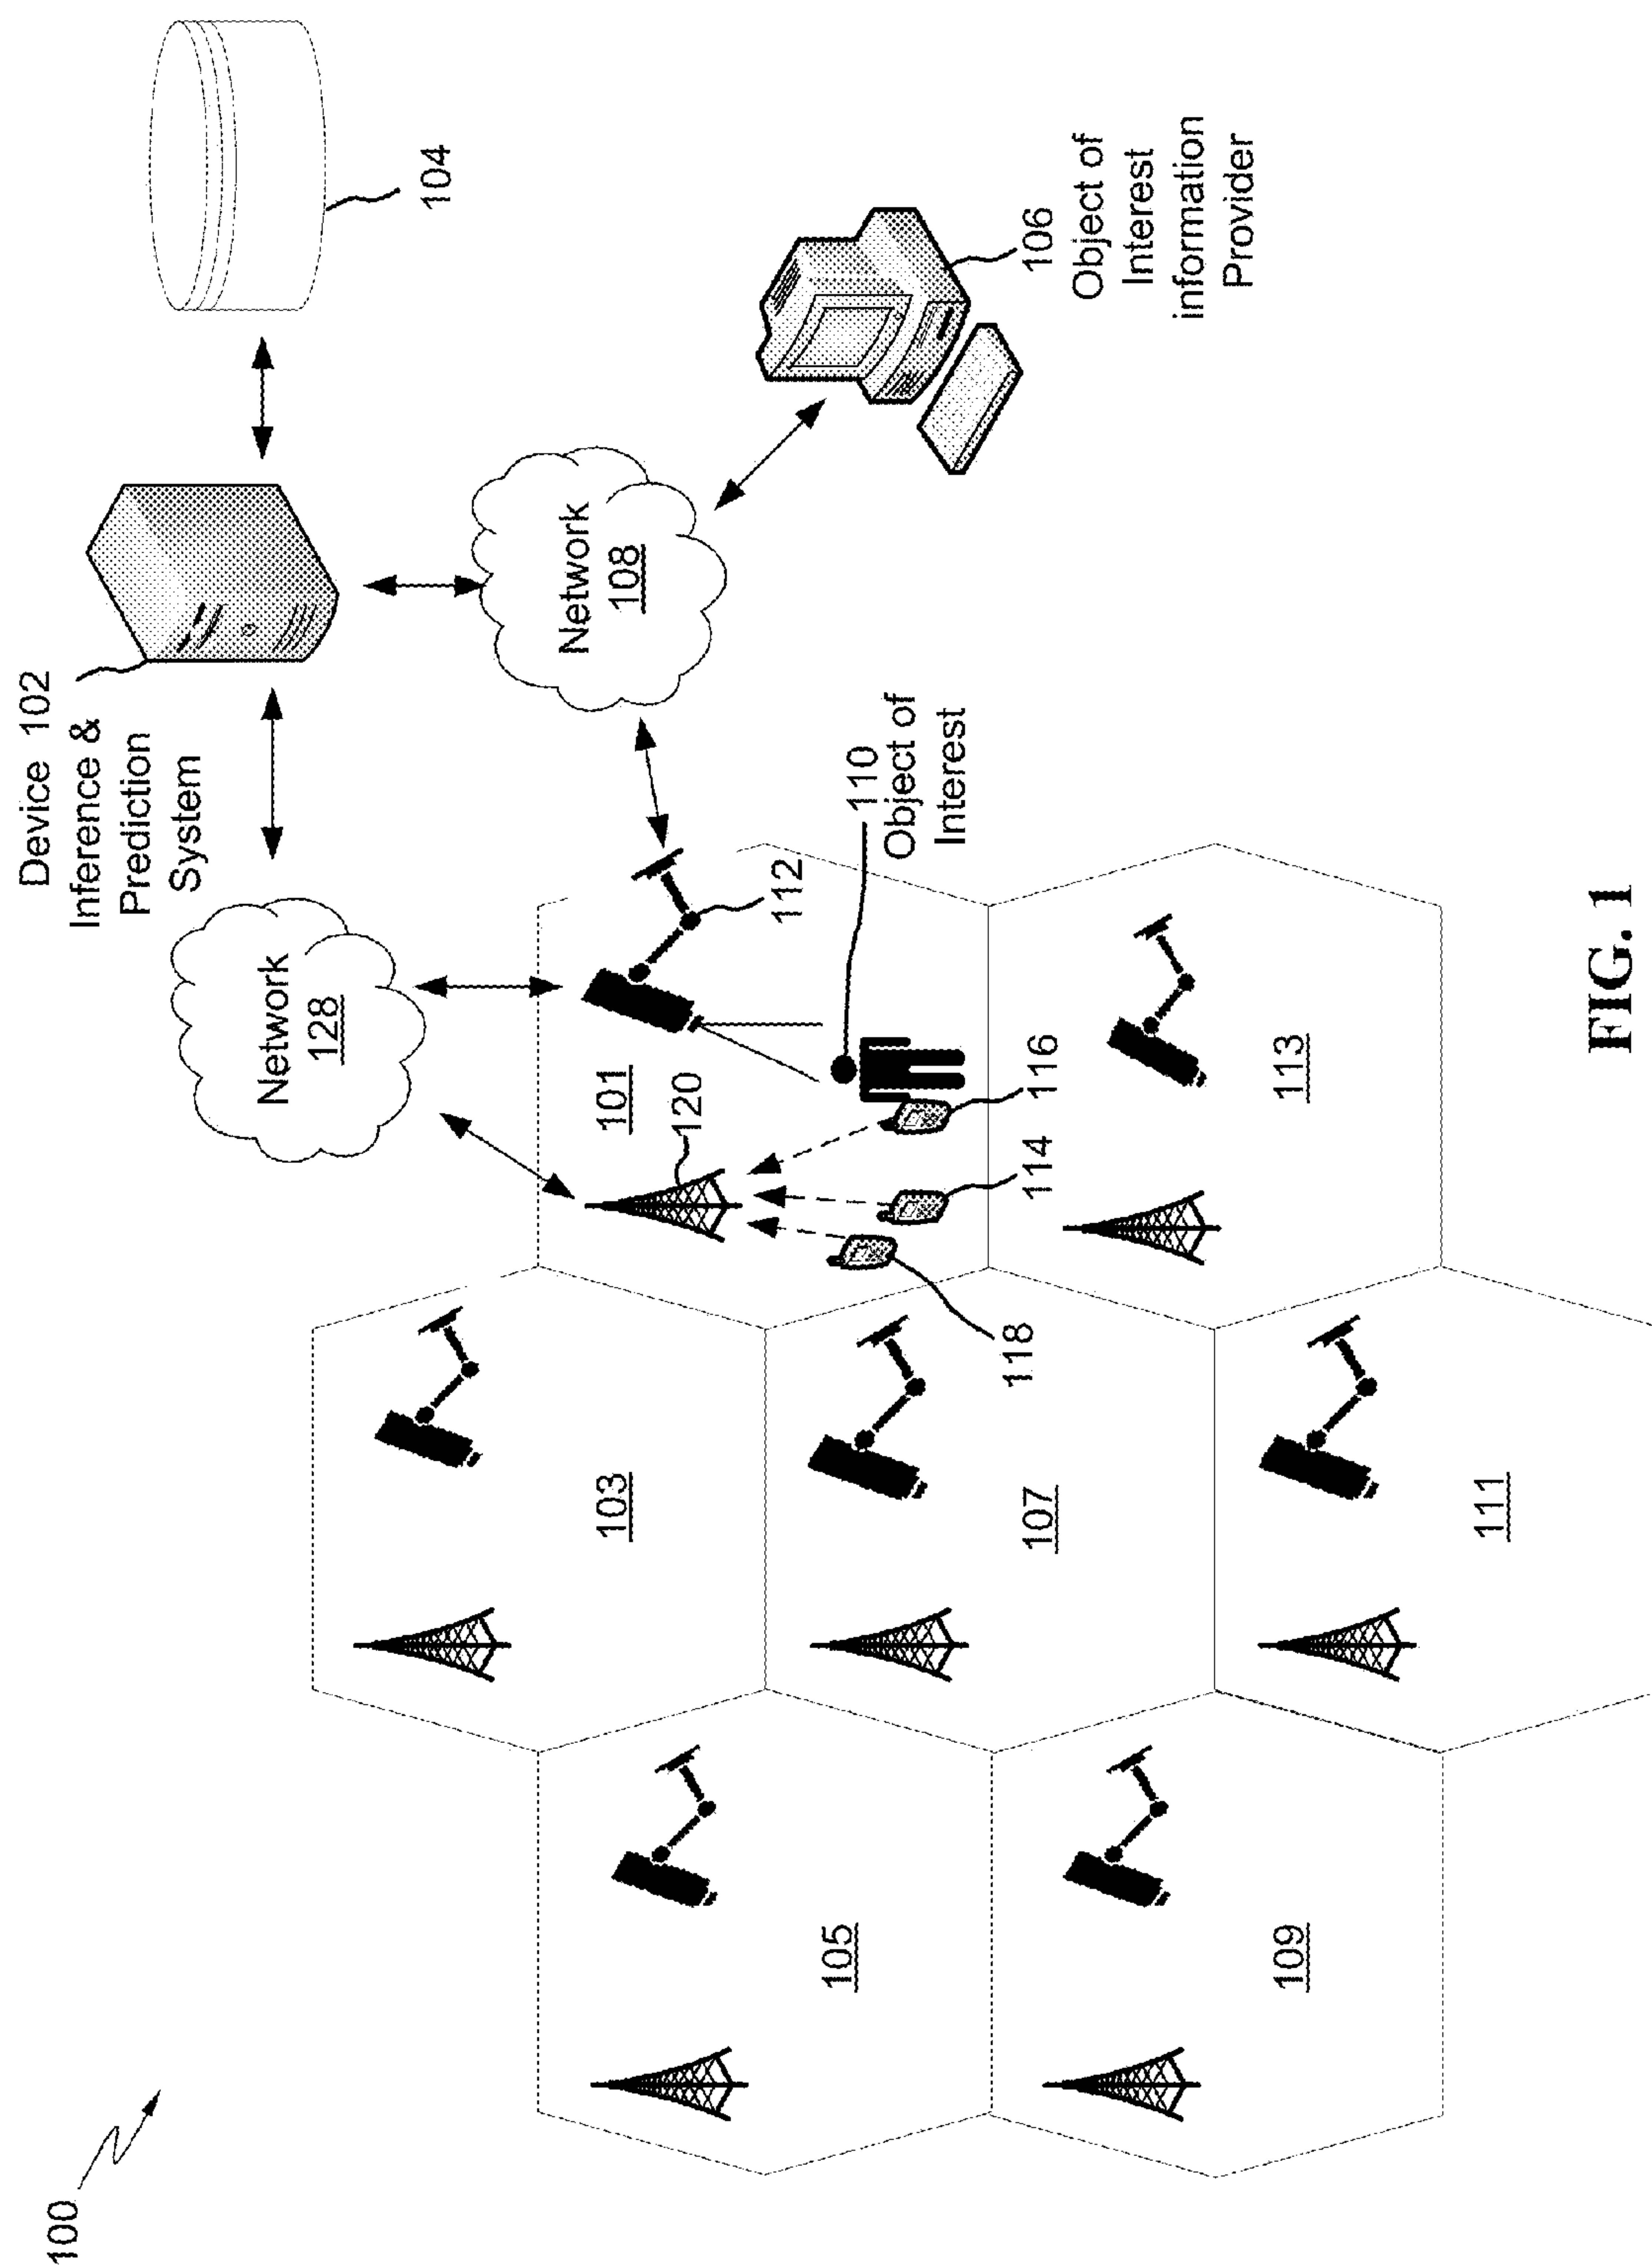 100
Device 102
Inference &
Prediction
System
104
Network
128
Network
108
106
Object of
Interest
information
Provider
101
120
112
110
Object of
Interest
103
116
114
118
113
105
107
109
111
FIG. 1